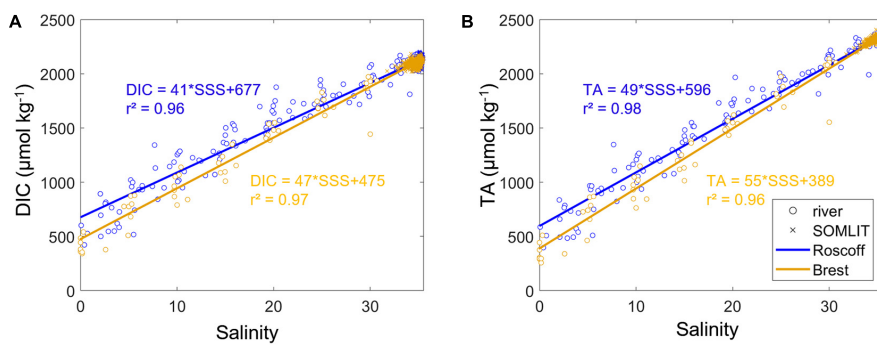 A
2500
2000
1500
1000
500
0
0
10
20
30
DIC (μmol kg⁻¹)
Salinity
DIC = 41*SSS+677
r² = 0.96
DIC = 47*SSS+475
r² = 0.97
B
2500
2000
1500
1000
500
0
0
10
20
30
TA (μmol kg⁻¹)
Salinity
TA = 49*SSS+596
r² = 0.98
TA = 55*SSS+389
r² = 0.96
river
SOMLIT
Roscoff
Brest